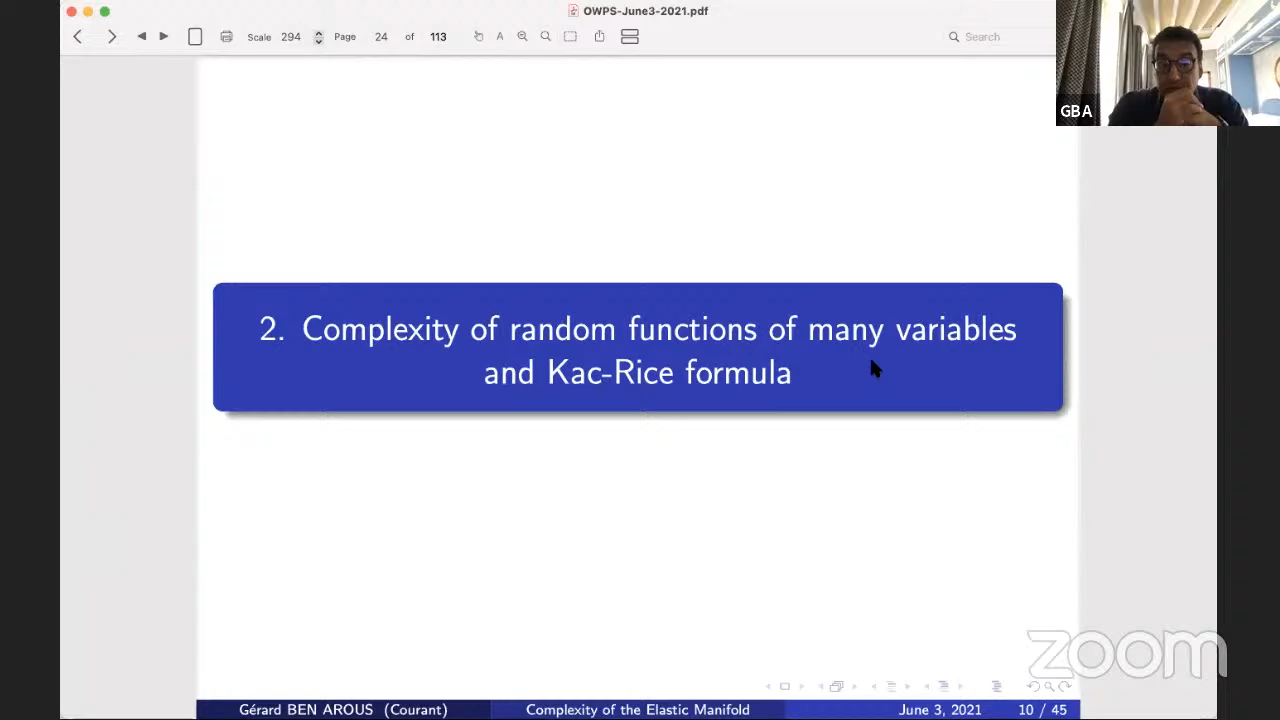 OWPS-June3-2021.pdf
Scale 294 Page 24 of 113 A Search
GBA
2. Complexity of random functions of many variables
and Kac-Rice formula
zoom
Gérard BEN AROUS (Courant) Complexity of the Elastic Manifold June 3, 2021 10 / 45